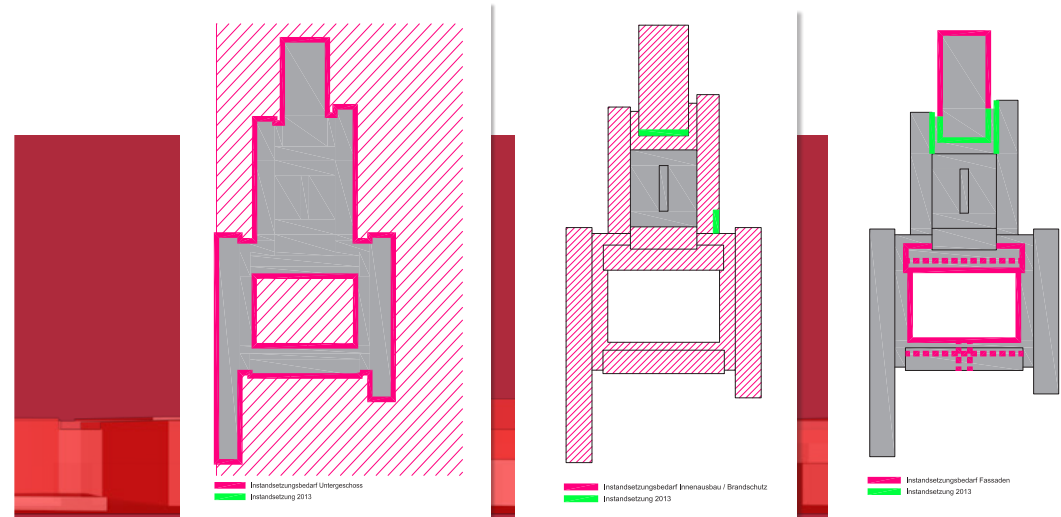 Instandsetzungsbedarf Untergeschoss
Instandsetzung 2013
Instandsetzungsbedarf Innenausbau / Brandschutz
Instandsetzung 2013
Instandsetzungsbedarf Fassaden
Instandsetzung 2013